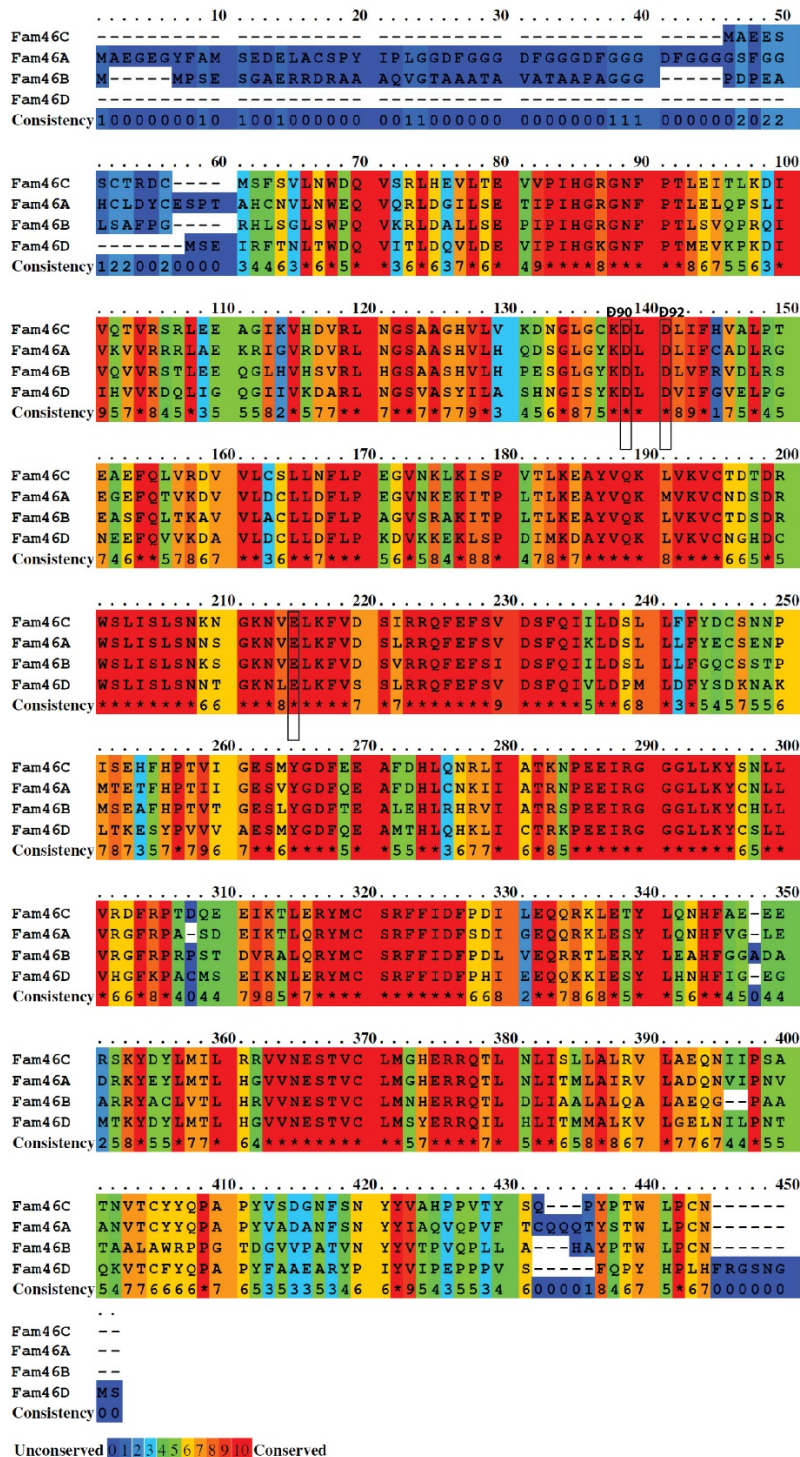 . . . . . . . . . 10 . . . . . . . . . 20 . . . . . . . . . 30 . . . . . . . . . 40 . . . . . . . . . 50
Fam46C ---------- ---------- ---------- ---------- -----MAEES
Fam46A MAEGEGYFAM SEDELACSPY IPLGGDFGGG DFGGGDFGGG DFGGGGSFGG
Fam46B M-----MPSE SGAERRDRAA AQVGTAAATA VATAAPAGGG -----PDPEA
Fam46D ---------- ---------- ---------- ---------- ----------
Consistency 1000000010 1001000000 0011000000 0000000111 0000002022
. . . . . . . . . 60 . . . . . . . . . 70 . . . . . . . . . 80 . . . . . . . . . 90 . . . . . . . . . 100
Fam46C SCTRDC---- MSFSVLNWDQ VSRLHEVLTE VVPIHGRGNF PTLEITLKDI
Fam46A HCLDYCESPT AHCNVLNWEQ VQRLDGILSE TIPIHGRGNF PTLELQPSLI
Fam46B LSAFPG---- RHLSGLSWPQ VKRLDALLSE PIPIHGRGNF PTLSVQPRQI
Fam46D -------MSE IRFTNLTWDQ VITLDQVLDE VIPIHGKGNF PTMEVKPKDI
Consistency 1220020000 34463*6*5* *36*637*6* 49****8*** **8675563*
. . . . . . . . . 110 . . . . . . . . . 120 . . . . . . . . . 130 . . . . . . . . . 140 . . . . . . . . . 150
D90 D92
Fam46C VQTVRSRLEE AGIKVHDVRL NGSAAGHVLV KDNGLGCKDL DLIFHVALPT
Fam46A VKVVRRRLAE KRIGVRDVRL NGSAASHVLH QDSGLGYKDL DLIFCADLRG
Fam46B VQVVRSTLEE QGLHVHSVRL HGSAASHVLH PESGLGYKDL DLVFRVDLRS
Fam46D IHVVKDQLIG QGIIVKDARL NGSVASYILA SHNGISYKDL DVIFGVELPG
Consistency 957*845*35 5582*577** 7**7*77*73 456*875*** *89*175*45
. . . . . . . . . 160 . . . . . . . . . 170 . . . . . . . . . 180 . . . . . . . . . 190 . . . . . . . . . 200
Fam46C EAEFQLVRDV VLCSLLNFLP EGVNKLKISP VTLKEAYVQK LVKVCTDTDR
Fam46A EGEFQTVKDV VLDCLLDFLP EGVNKEKITP LTLKEAYVQK MVKVCNDSDR
Fam46B EASFQLTKAV VLACLLDFLP AGVSRAKITP LTLKEAYVQK LVKVCTDSDR
Fam46D NEEFQVVKDA VLDCLLDFLP KDVKKEKLSP DIMKDAYVQK LVKVCNGHDC
Consistency 746**57867 **36**7*** 56*584*88* 4787****** 8****665*5
. . . . . . . . . 210 . . . . . . . . . 220 . . . . . . . . . 230 . . . . . . . . . 240 . . . . . . . . . 250
Fam46C WSLISLSNKN GKNVELKFVD SIRRQFEFSV DSFQIILDSL LFFYDCSNNP
Fam46A WSLISLSNNS GKNVELKFVD SLRRQFEFSV DSFQIKLDSL LLFYECSENP
Fam46B WSLISLSNKS GKNVELKFVD SVRRQFEFSI DSFQIILDSL LLFGQCSSTP
Fam46D WSLISLSNNT GKNLELKFVS SLRRQFEFSV DSFQIVLDPM LDFYSDKNAK
Consistency ********66 ***8*****7 *7*******9 *****5**68 *3*5457556
. . . . . . . . . 260 . . . . . . . . . 270 . . . . . . . . . 280 . . . . . . . . . 290 . . . . . . . . . 300
Fam46C ISEHFHPTVI GESMYGDFEE AFDHLQNRLI ATKNPEEIRG GGLLKYSNLL
Fam46A MTETFHPTII GESVYGDFQE AFDHLCNKII ATRNPEEIRG GGLLKYCNLL
Fam46B MSEAFHPTVT GESLYGDFTE ALEHLRHRVI ATRSPEEIRG GGLLKYCHLL
Fam46D LTKESYPVVV AESMYGDFQE AMTHLQHKLI CTRKPEEIRG GGLLKYCSLL
Consistency 787357*796 7**6****5* *55**3677* 6*85****** ******65**
. . . . . . . . . 310 . . . . . . . . . 320 . . . . . . . . . 330 . . . . . . . . . 340 . . . . . . . . . 350
Fam46C VRDFRPTDQE EIKTLERYMC SRFFIDFPDI LEQQRKLETY LQNHFAE-EE
Fam46A VRGFRPA-SD EIKTLQRYMC SRFFIDFSDI GEQQRKLESY LEAHFVG-LE
Fam46B VRGFRPRPST DVRALQRYMC SRFFIDFPDL VEQQRTLERY LEAHFGGADA
Fam46D VHGFKPACMS EIKNLERYMC SRFFIDFPHI EEQQKKIESY LHNHFIG-EG
Consistency *66*8*4044 7985*7**** *******668 2**7868*5* *56**45044
. . . . . . . . . 360 . . . . . . . . . 370 . . . . . . . . . 380 . . . . . . . . . 390 . . . . . . . . . 400
Fam46C RSKYDYLMIL RRVVNESTVC LMGHERRQTL NLISLLALRV LAEQNIIPSA
Fam46A DRKYEYLMTL HGVVNESTVC LMGHERRQTL NLITMLAIRV LADQNVIPNV
Fam46B ARRYACLVTL HRVVNESTVC LMNHERRQTL DLIAALALQA LAEQG--PAA
Fam46D MTKYDYLMTL HGVVNESTVC LMSYERRQIL HLITMMALKV LGELNILPNT
Consistency 258*55*77* 64******** **57****7* 5**658*867 *776744*55
. . . . . . . . . 410 . . . . . . . . . 420 . . . . . . . . . 430 . . . . . . . . . 440 . . . . . . . . . 450
Fam46C TNVTCYYQPA PYVSDGNFSN YYVAHPPVTY SQ---PYPTW LPCN------
Fam46A ANVTCYYQPA PYVADANFSN YYIAQVQPVF TCQQQTYSTW LPCN------
Fam46B TAALAWRPPG TDGVVPATVN YYVTPVQPLL A---HAYPTW LPCN------
Fam46D QKVTCFYQPA PYFAAEARYP IYVIPEPPPV S-----FQPY HPLHFRGSNG
Consistency 54776666*7 6535335346 6*95435534 6000018467 5*67000000
. .
Fam46C --
Fam46A --
Fam46B --
Fam46D MS
Consistency 00
Unconserved 0 1 2 3 4 5 6 7 8 9 10 Conserved